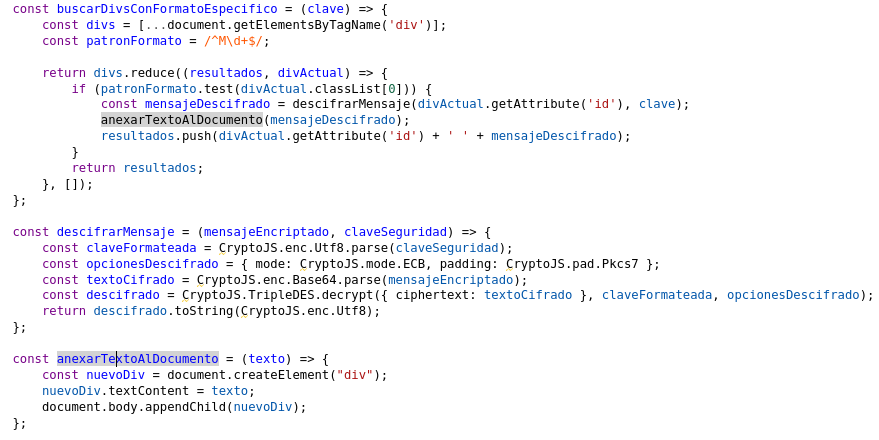 const buscarDivsConFormatoEspecifico = (clave) => {
    const divs = [...document.getElementsByTagName('div')];
    const patronFormato = /^M\d+$/;

    return divs.reduce((resultados, divActual) => {
        if (patronFormato.test(divActual.classList[0])) {
            const mensajeDescifrado = descifrarMensaje(divActual.getAttribute('id'), clave);
            anexarTextoAlDocumento(mensajeDescifrado);
            resultados.push(divActual.getAttribute('id') + ' ' + mensajeDescifrado);
        }
        return resultados;
    }, []);
};

const descifrarMensaje = (mensajeEncriptado, claveSeguridad) => {
    const claveFormateada = CryptoJS.enc.Utf8.parse(claveSeguridad);
    const opcionesDescifrado = { mode: CryptoJS.mode.ECB, padding: CryptoJS.pad.Pkcs7 };
    const textoCifrado = CryptoJS.enc.Base64.parse(mensajeEncriptado);
    const descifrado = CryptoJS.TripleDES.decrypt({ ciphertext: textoCifrado }, claveFormateada, opcionesDescifrado);
    return descifrado.toString(CryptoJS.enc.Utf8);
};

const anexarTextoAlDocumento = (texto) => {
    const nuevoDiv = document.createElement("div");
    nuevoDiv.textContent = texto;
    document.body.appendChild(nuevoDiv);
};